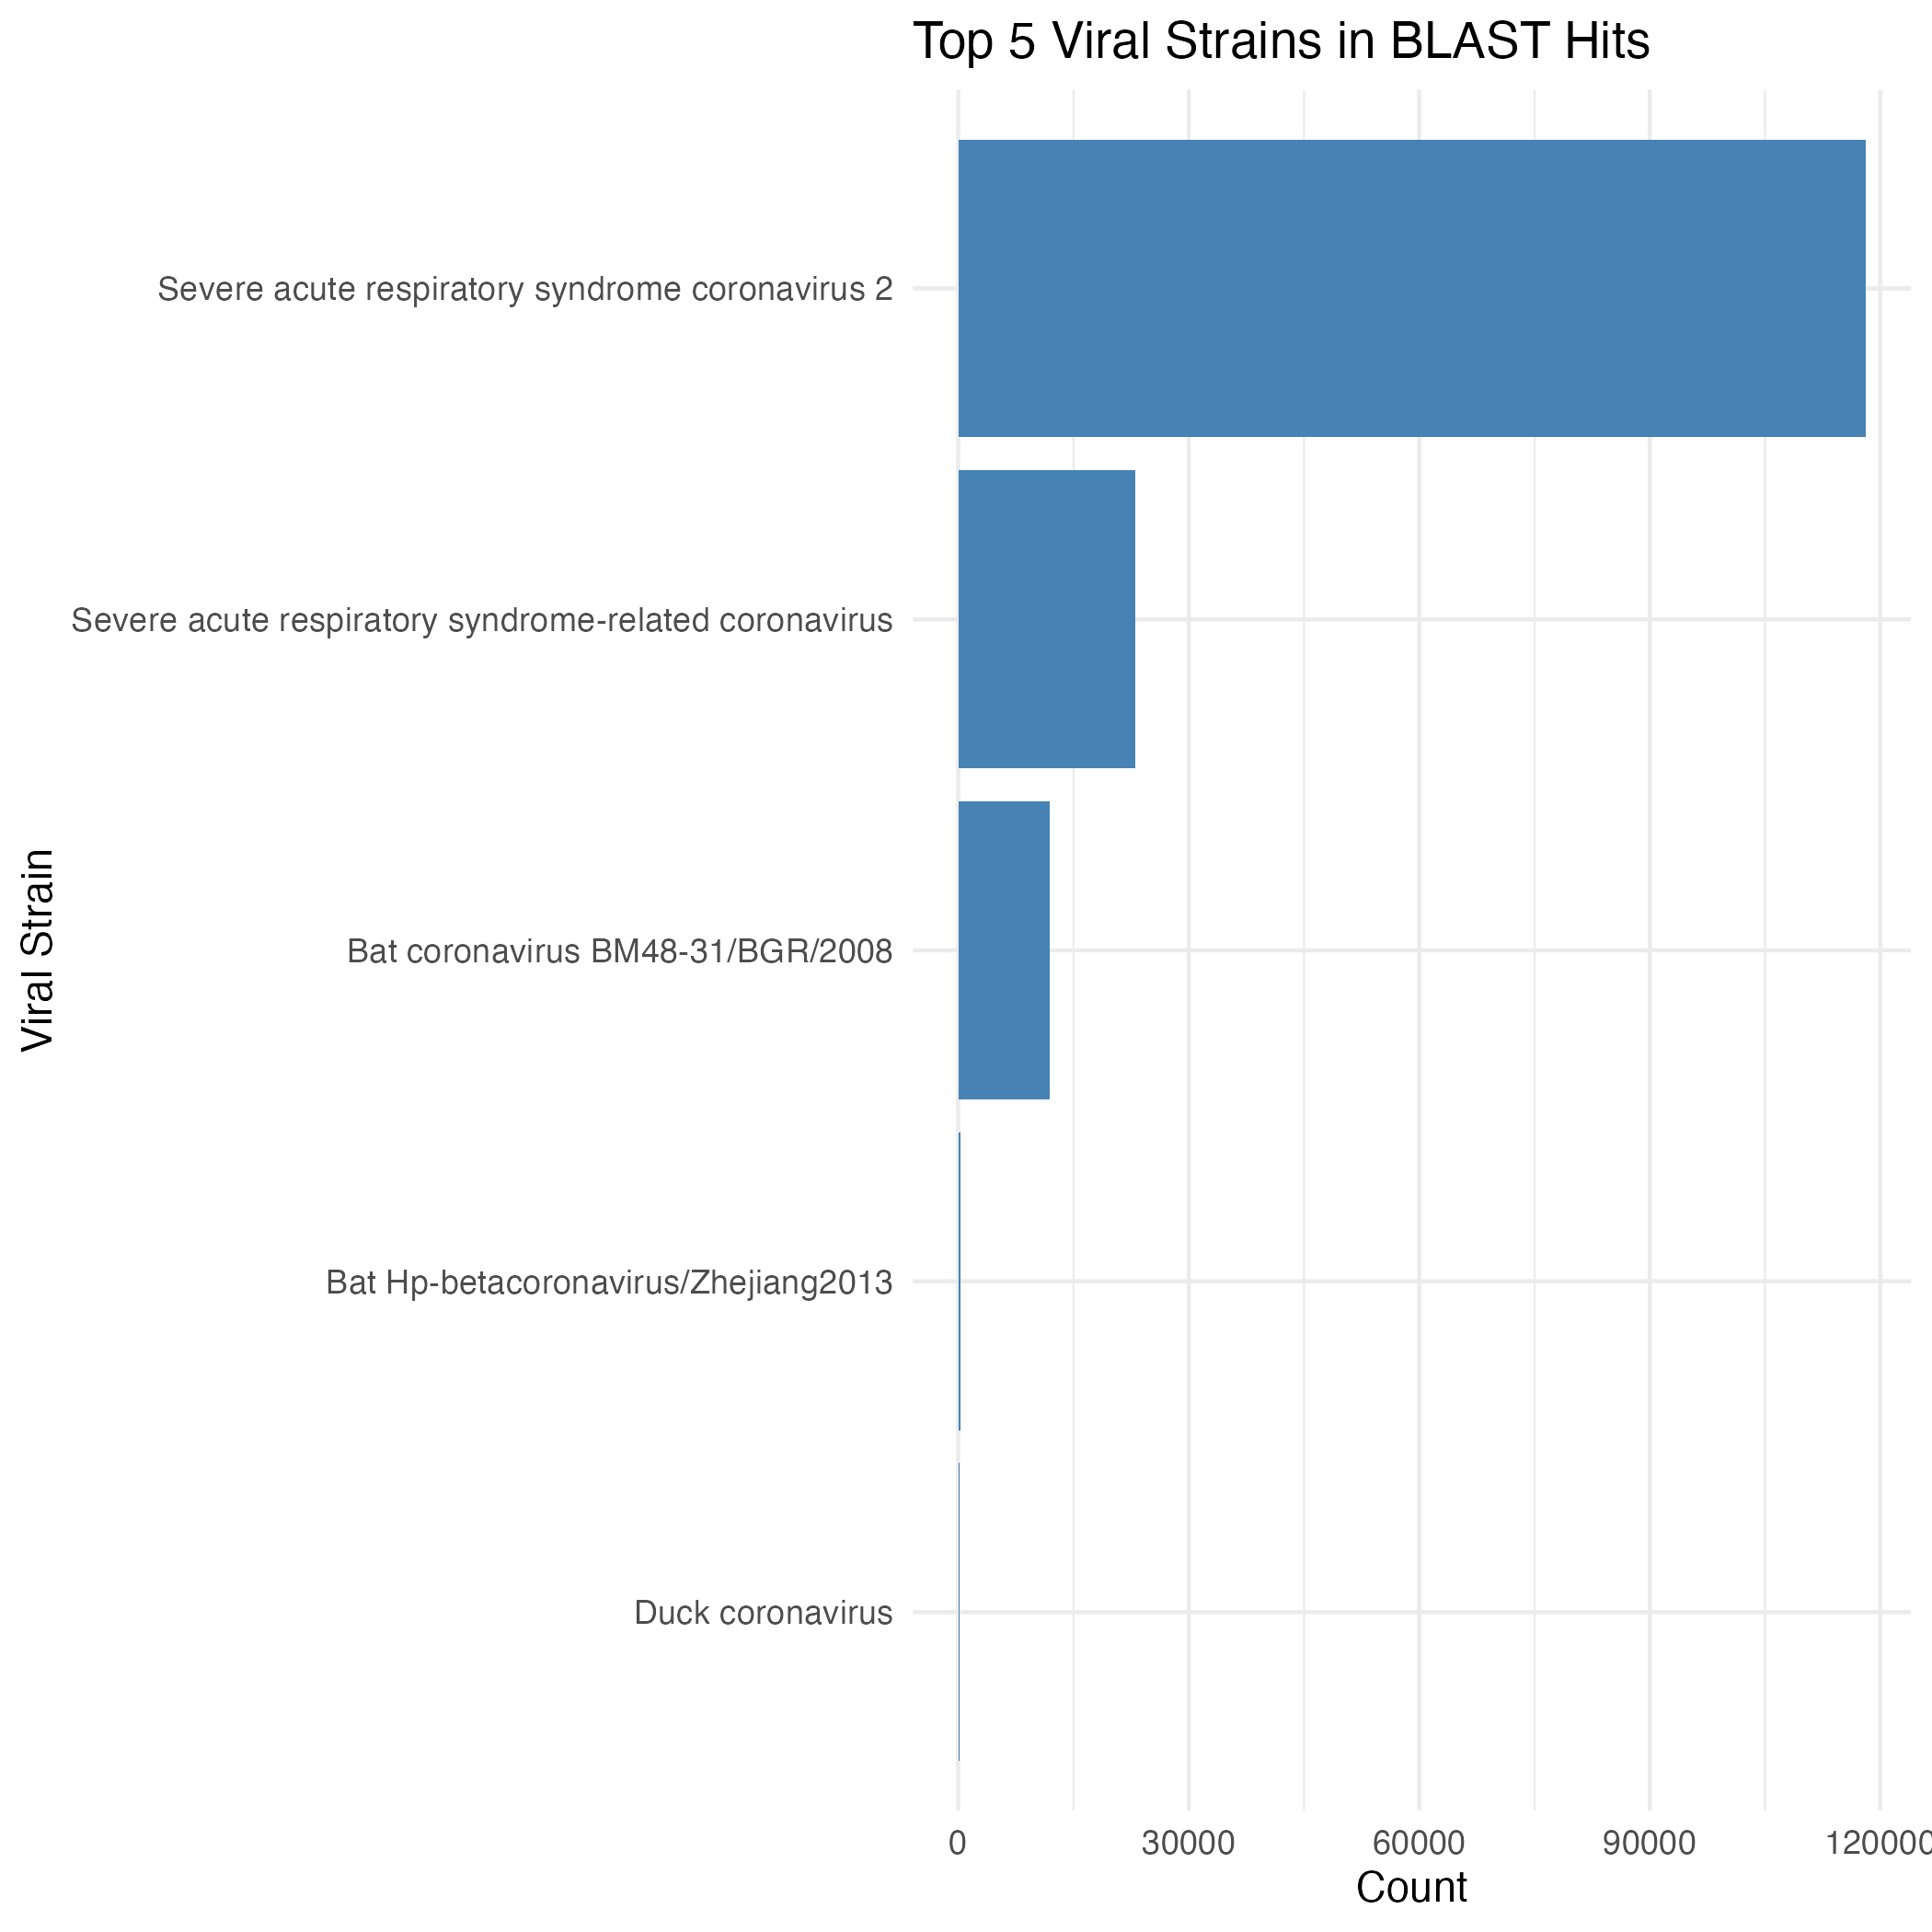 Top 5 Viral Strains in BLAST Hits
Severe acute respiratory syndrome coronavirus 2
Severe acute respiratory syndrome-related coronavirus
Bat coronavirus BM48-31/BGR/2008
Bat Hp-betacoronavirus/Zhejiang2013
Duck coronavirus
Viral Strain
0 30000 60000 90000 120000
Count